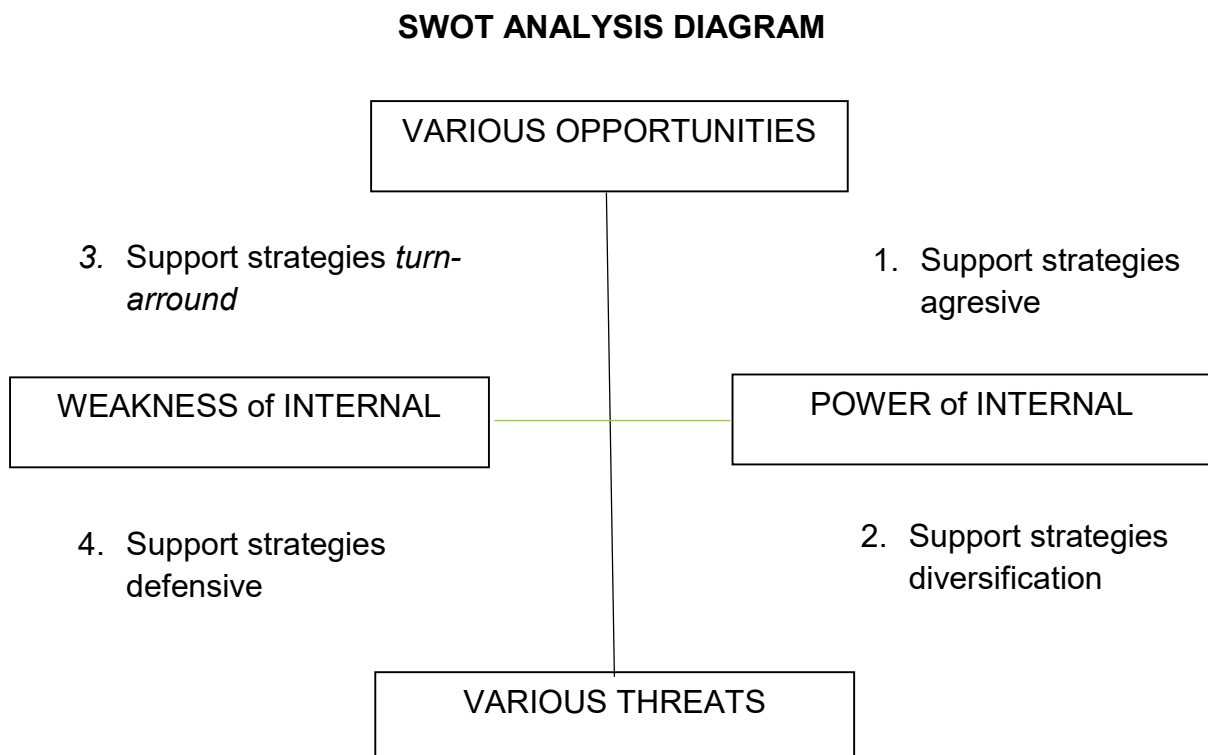 SWOT ANALYSIS DIAGRAM
VARIOUS OPPORTUNITIES
3. Support strategies turn-
arround
1. Support strategies
agresive
WEAKNESS of INTERNAL
POWER of INTERNAL
4. Support strategies
defensive
2. Support strategies
diversification
VARIOUS THREATS